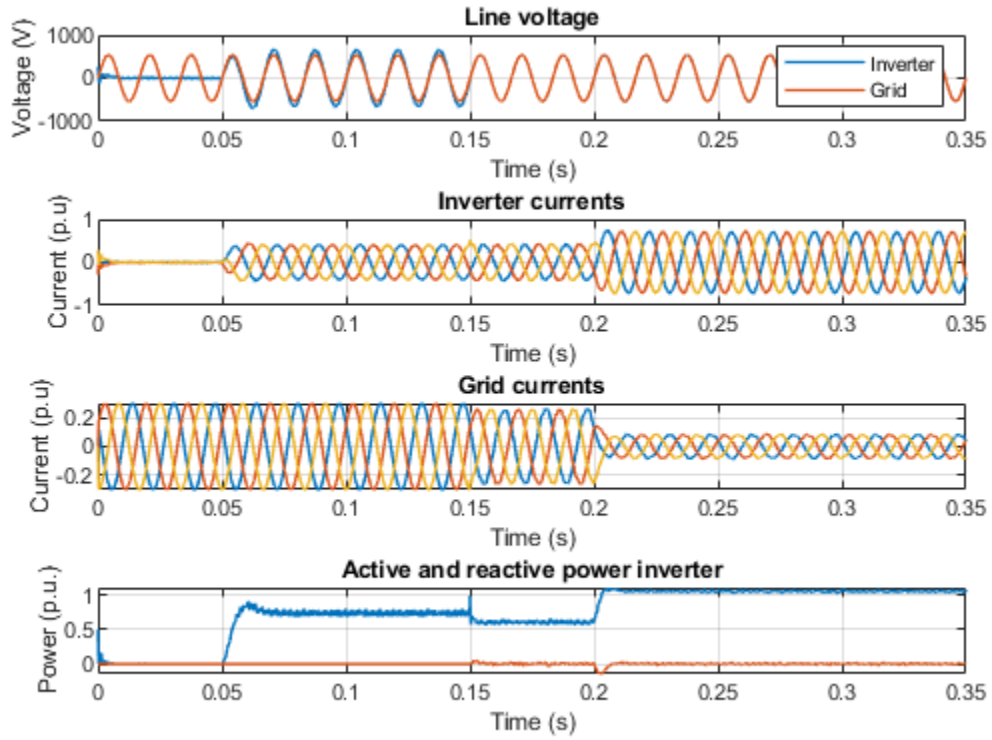 Line voltage
Voltage (V)
1000
0
-1000
Inverter
Grid
0 0.05 0.1 0.15 0.2 0.25 0.3 0.35
Time (s)
Inverter currents
Current (p.u)
1
0
-1
0 0.05 0.1 0.15 0.2 0.25 0.3 0.35
Time (s)
Grid currents
Current (p.u)
0.2
0
-0.2
0 0.05 0.1 0.15 0.2 0.25 0.3 0.35
Time (s)
Active and reactive power inverter
Power (p.u.)
1
0.5
0
0 0.05 0.1 0.15 0.2 0.25 0.3 0.35
Time (s)